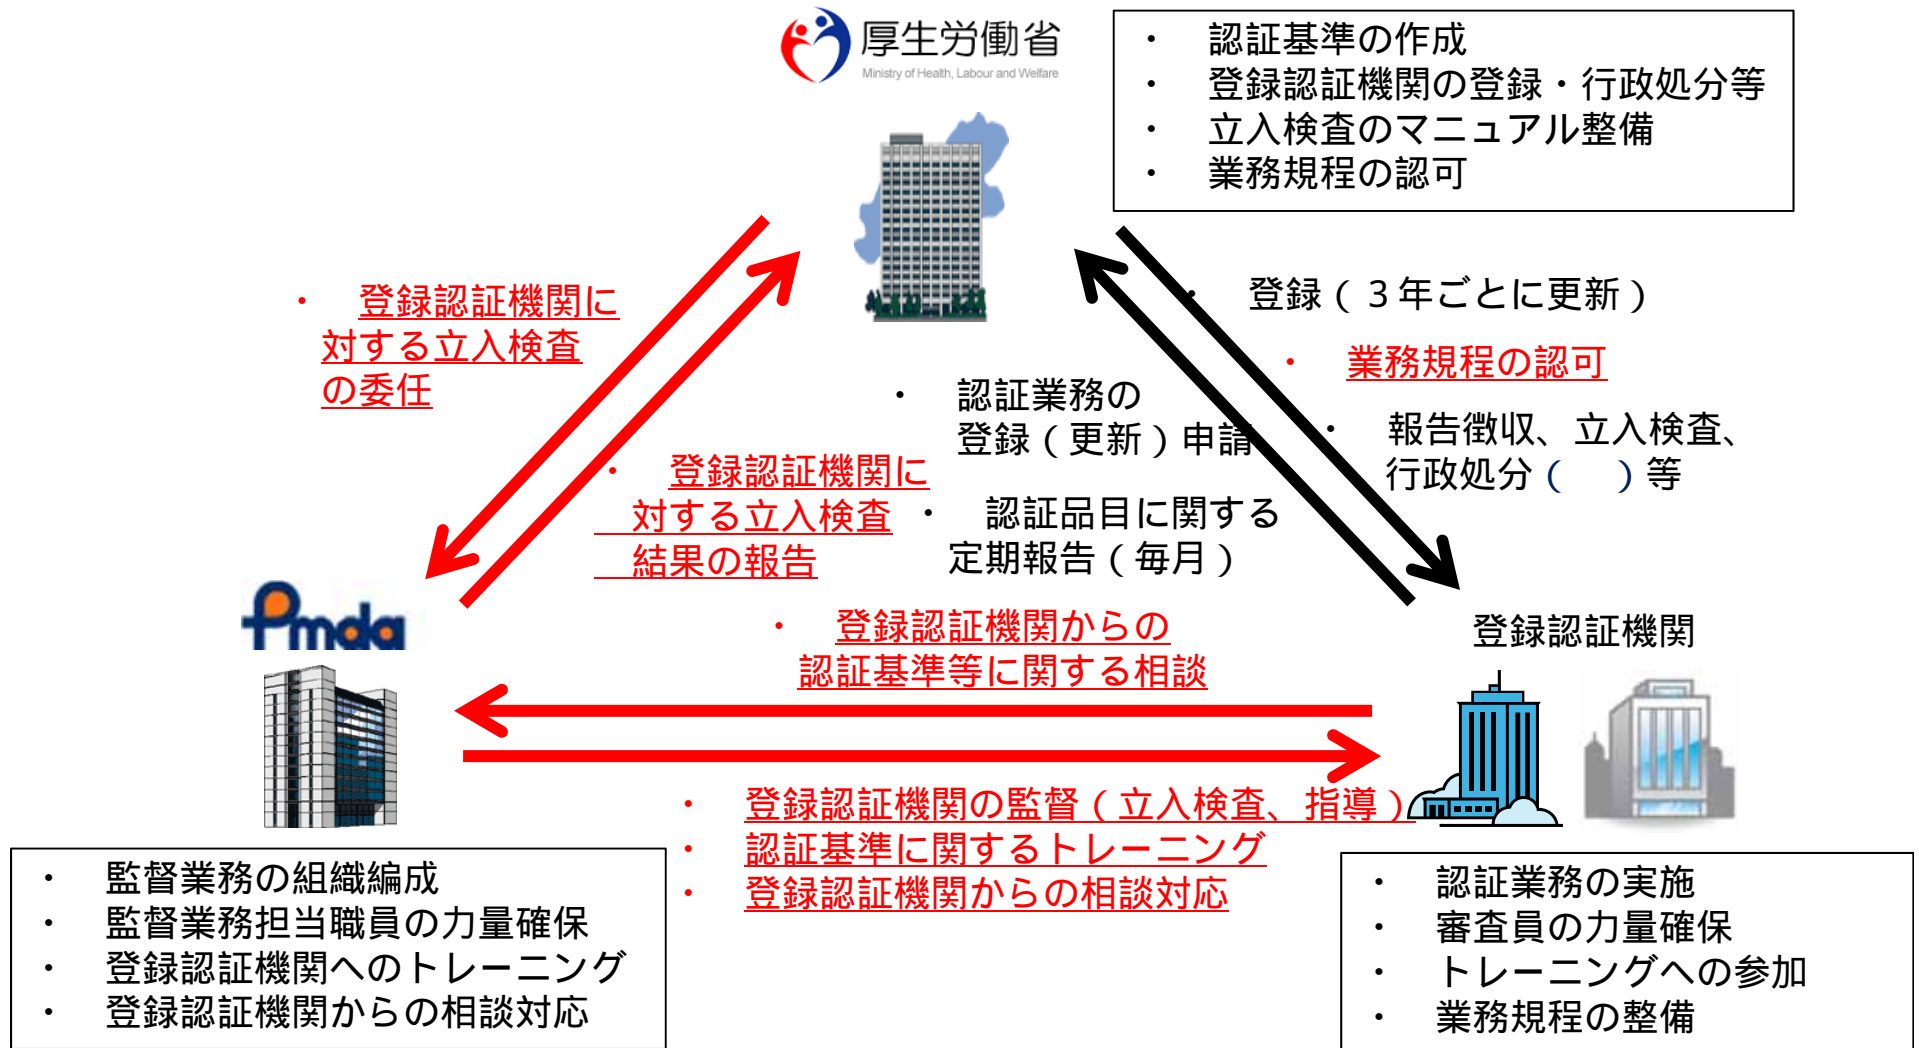 厚生労働省
Ministry of Health, Labour and Welfare
・ 認証基準の作成
・ 登録認証機関の登録・行政処分等
・ 立入検査のマニュアル整備
・ 業務規程の認可
・ 登録認証機関に
対する立入検査
の委任
・ 登録(3年ごとに更新)
・ 業務規程の認可
・ 報告徴収、立入検査、
行政処分( )等
・ 認証業務の
登録(更新)申請
・ 登録認証機関に
対する立入検査
結果の報告
・ 認証品目に関する
定期報告(毎月)
Pmda
・ 登録認証機関からの
認証基準等に関する相談
登録認証機関
・ 登録認証機関の監督(立入検査、指導)
・ 認証基準に関するトレーニング
・ 登録認証機関からの相談対応
・ 監督業務の組織編成
・ 監督業務担当職員の力量確保
・ 登録認証機関へのトレーニング
・ 登録認証機関からの相談対応
・ 認証業務の実施
・ 審査員の力量確保
・ トレーニングへの参加
・ 業務規程の整備